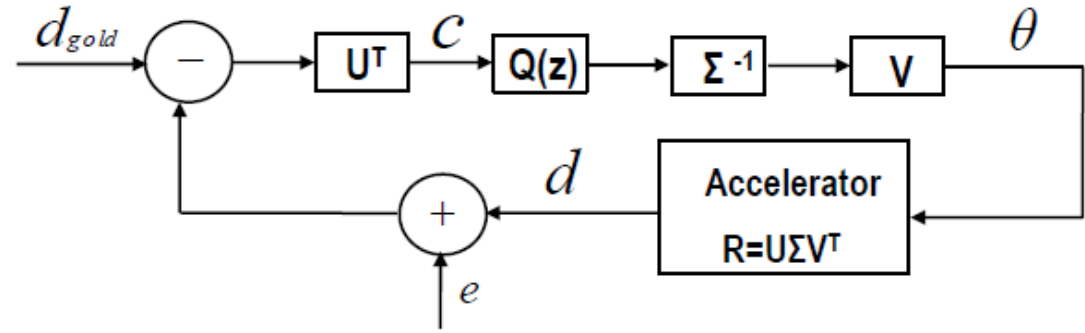 d_gold
−
U^T
C
Q(z)
Σ^-1
V
θ
Accelerator
R=UΣV^T
d
+
e